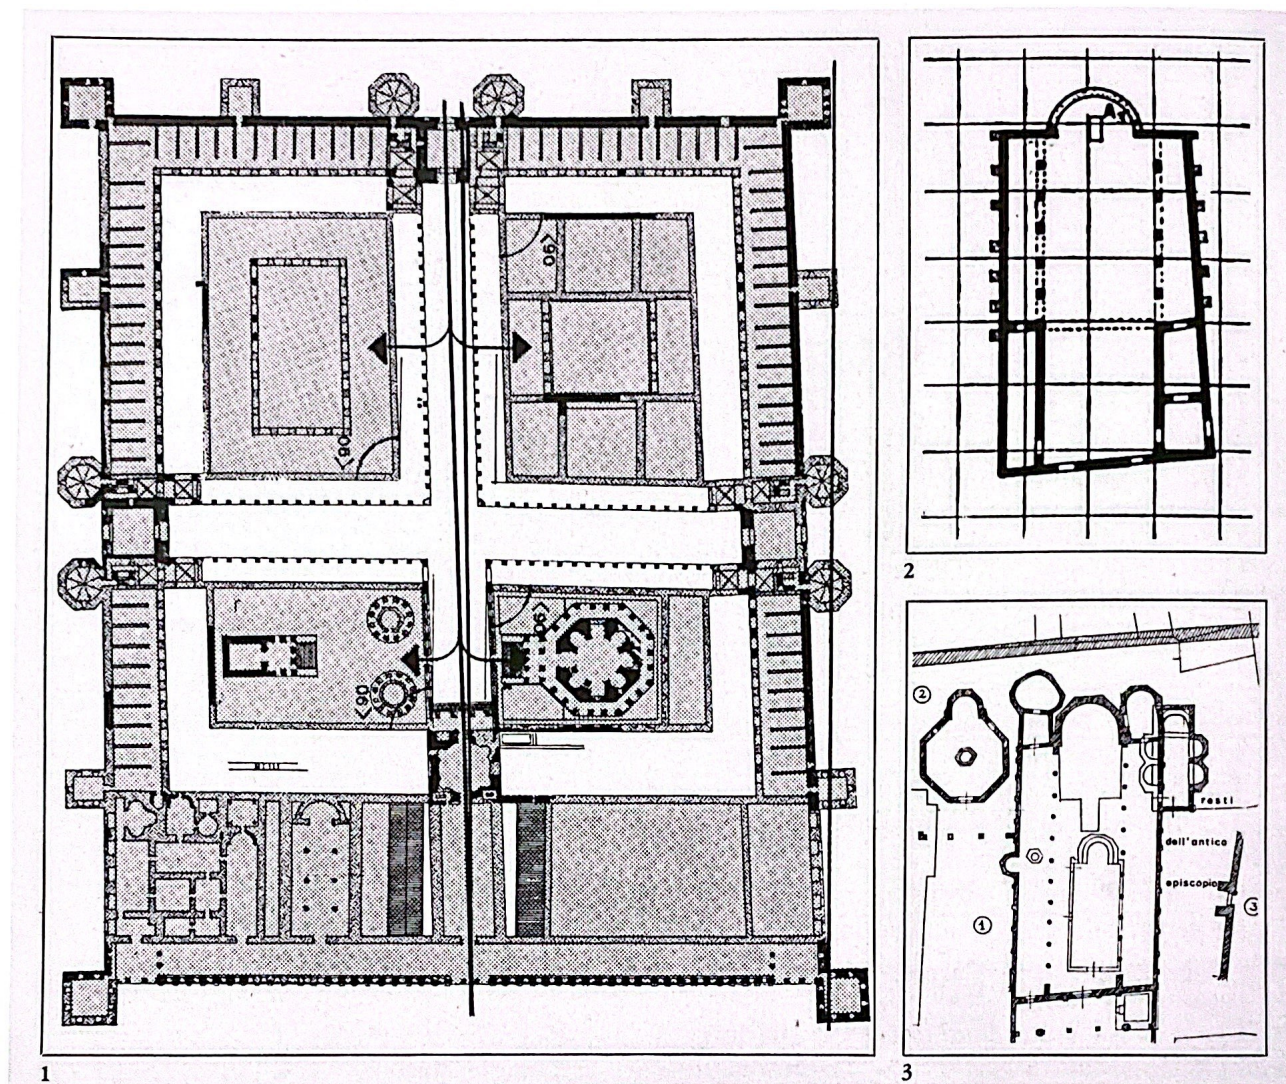 <90
<90
<90
<90
1
A
2
②
resti
dell'antico
episcopio
①
③
3